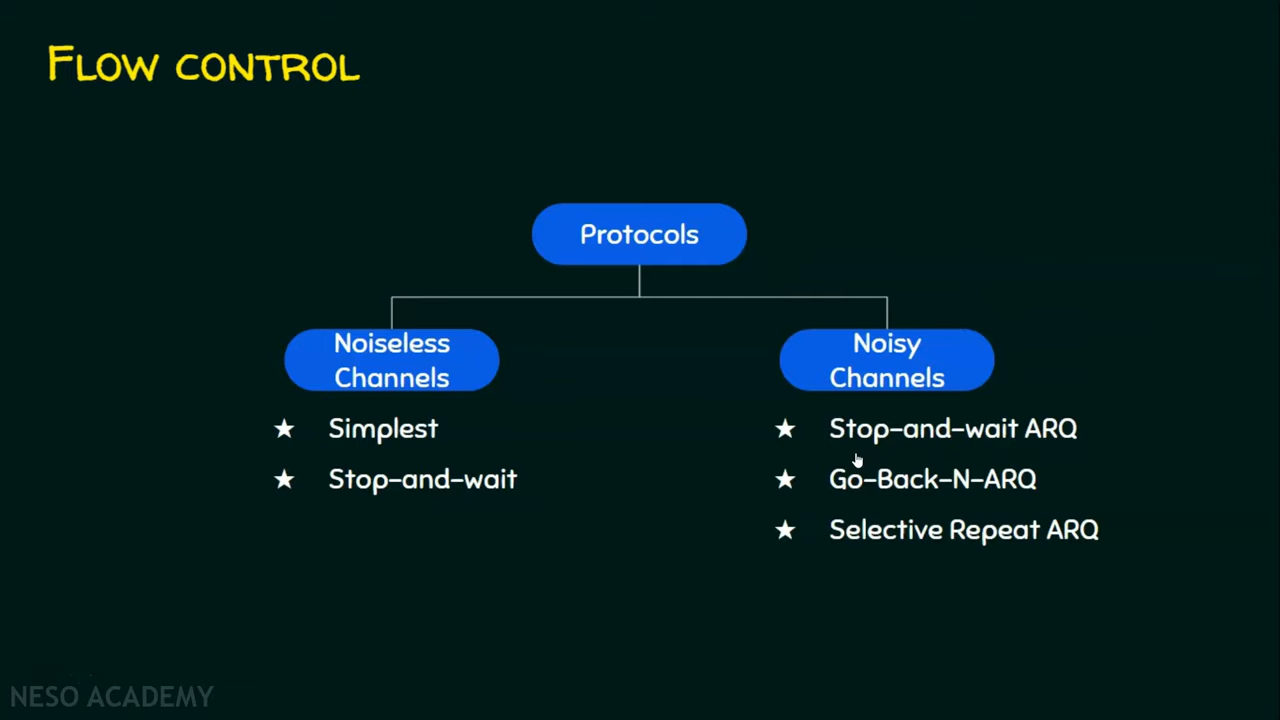 Flow control
Protocols
Noiseless
Channels
★ Simplest
★ Stop-and-wait
Noisy
Channels
★ Stop-and-wait ARQ
★ Go-Back-N-ARQ
★ Selective Repeat ARQ
NESO ACADEMY